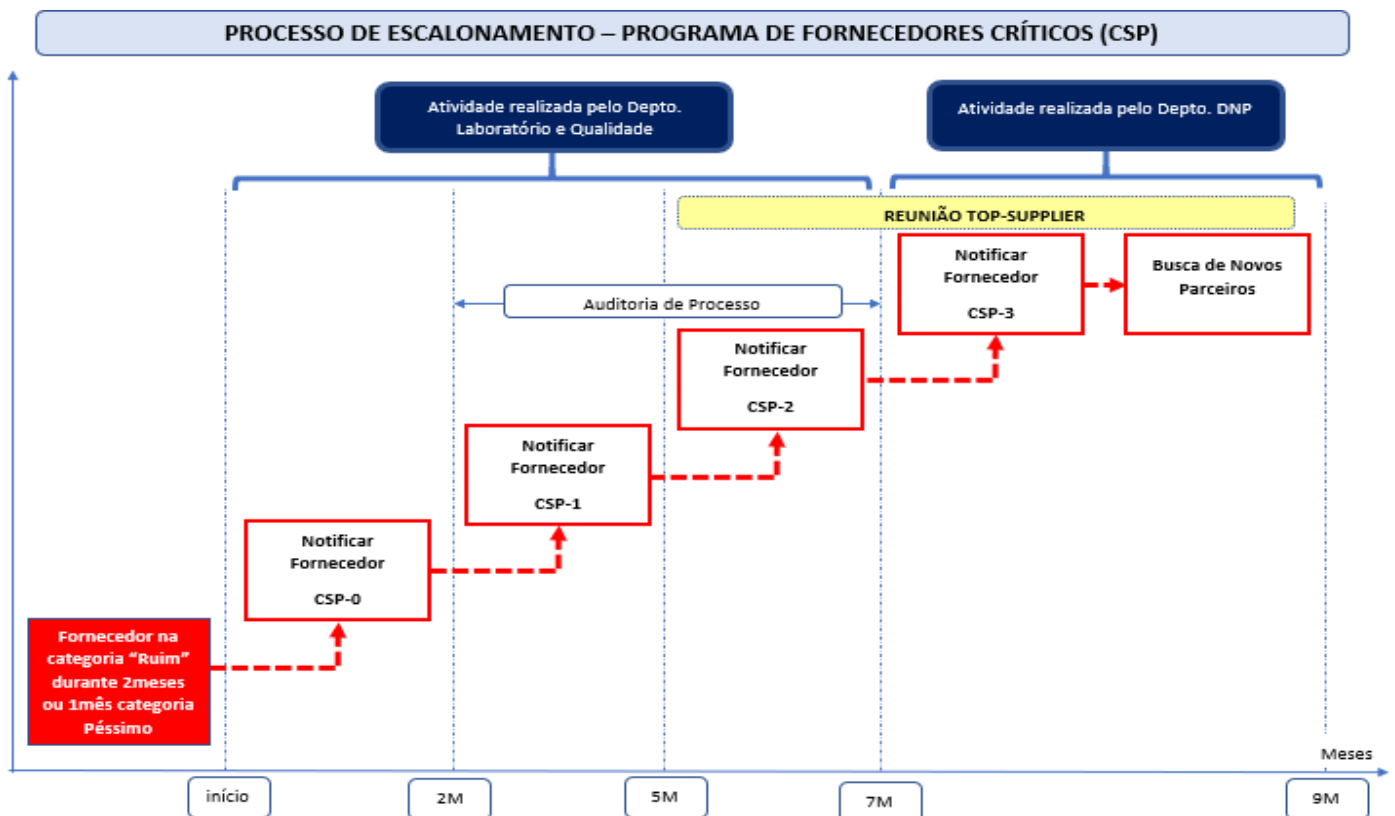 PROCESSO DE ESCALONAMENTO – PROGRAMA DE FORNECEDORES CRÍTICOS (CSP)
Atividade realizada pelo Depto.
Laboratório e Qualidade
Atividade realizada pelo Depto. DNP
REUNIÃO TOP-SUPPLIER
Notificar
Fornecedor
CSP-3
Busca de Novos
Parceiros
Auditoria de Processo
Notificar
Fornecedor
CSP-2
Notificar
Fornecedor
CSP-1
Notificar
Fornecedor
CSP-0
Fornecedor na
categoria “Ruim”
durante 2meses
ou 1mês categoria
Péssimo
Meses
início
2M
5M
7M
9M